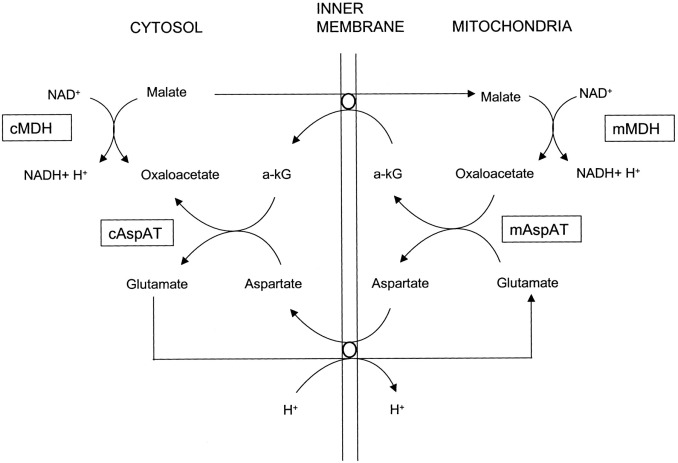 CYTOSOL
INNER
MEMBRANE
MITOCHONDRIA
NAD⁺
Malate
Malate
NAD⁺
cMDH
mMDH
NADH+ H⁺
Oxaloacetate
a-kG
a-kG
Oxaloacetate
NADH+ H⁺
cAspAT
mAspAT
Glutamate
Aspartate
Aspartate
Glutamate
H⁺
H⁺